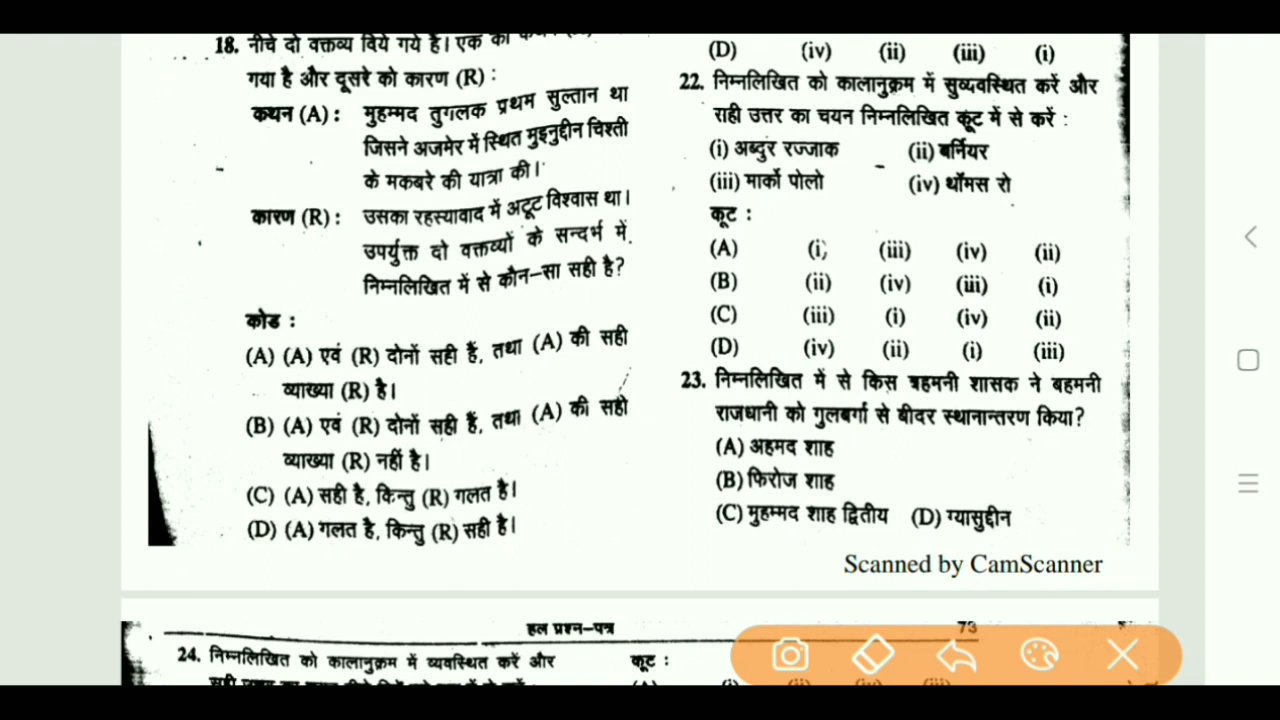 18. नीचे दो वक्तव्य दिये गये है। एक को
गया है और दूसरे को कारण (R) :
कथन (A) : मुहम्मद तुगलक प्रथम सुल्तान था
जिसने अजमेर में स्थित मुइनुद्दीन चिश्ती
के मकबरे की यात्रा की।
कारण (R) : उसका रहस्यावाद में अटूट विश्वास था।
उपर्युक्त दो वक्तव्यों के सन्दर्भ में
निम्नलिखित में से कौन-सा सही है?
कोड :
(A) (A) एवं (R) दोनों सही हैं, तथा (A) की सही
व्याख्या (R) है।
(B) (A) एवं (R) दोनों सही हैं, तथा (A) की सही
व्याख्या (R) नहीं है।
(C) (A) सही है, किन्तु (R) गलत है।
(D) (A) गलत है, किन्तु (R) सही है।
(D) (iv) (ii) (iii) (i)
22. निम्नलिखित को कालानुक्रम में सुव्यवस्थित करें और
राही उत्तर का चयन निम्नलिखित कूट में से करें :
(i) अब्दुर रज्जाक (ii) बर्नियर
(iii) मार्को पोलो (iv) थॉमस रो
कूट :
(A) (i) (iii) (iv) (ii)
(B) (ii) (iv) (iii) (i)
(C) (iii) (i) (iv) (ii)
(D) (iv) (ii) (i) (iii)
23. निम्नलिखित में से किस बहमनी शासक ने बहमनी
राजधानी को गुलबर्गा से बीदर स्थानान्तरण किया?
(A) अहमद शाह
(B) फिरोज शाह
(C) मुहम्मद शाह द्वितीय (D) ग्यासुद्दीन
Scanned by CamScanner
हल प्रश्न-पत्र 73
24. निम्नलिखित को कालानुक्रम में व्यवस्थित करें और
कूट :